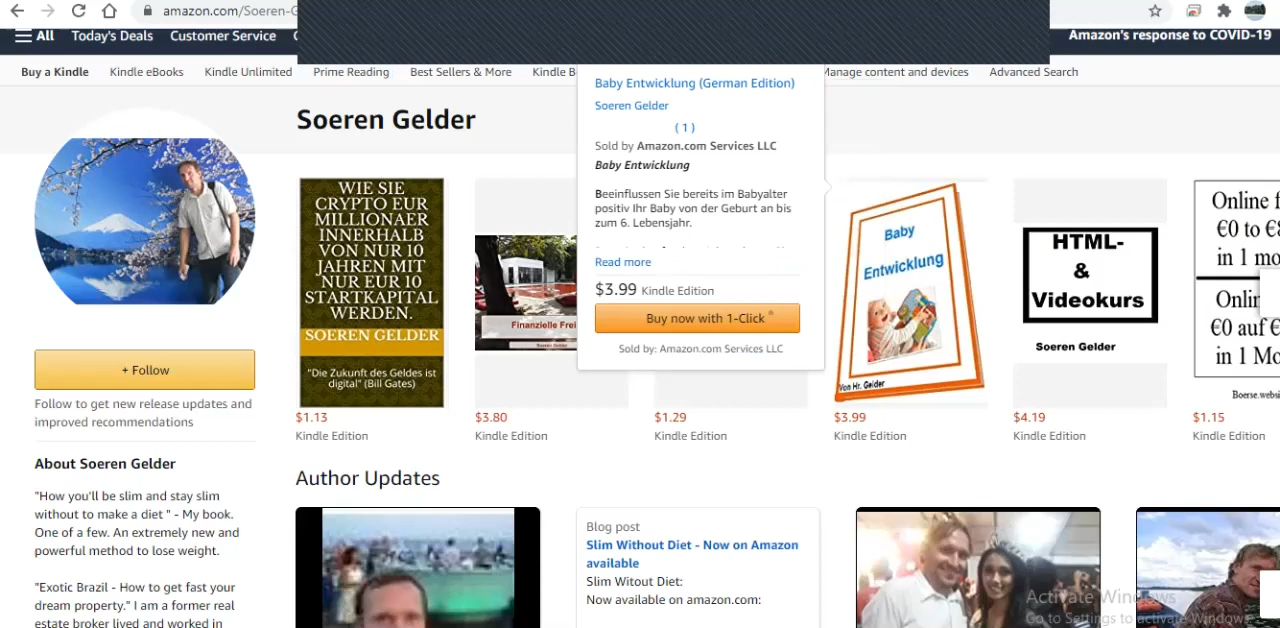 amazon.com/Soeren-G
All Today's Deals Customer Service
Amazon's response to COVID-19
Buy a Kindle Kindle eBooks Kindle Unlimited Prime Reading Best Sellers & More Kindle B
Manage content and devices Advanced Search
Soeren Gelder
Baby Entwicklung (German Edition)
Soeren Gelder
( 1 )
Sold by Amazon.com Services LLC
Baby Entwicklung
Beeinflussen Sie bereits im Babyalter
positiv Ihr Baby von der Geburt an bis
zum 6. Lebensjahr.
Read more
$3.99 Kindle Edition
Buy now with 1-Click ®
Sold by: Amazon.com Services LLC
WIE SIE
CRYPTO EUR
MILLIONAER
INNERHALB
VON NUR 10
JAHREN MIT
NUR EUR 10
STARTKAPITAL
WERDEN.
SOEREN GELDER
"Die Zukunft des Geldes ist
digital" (Bill Gates)
$1.13
Kindle Edition
Finanzielle Frei
Soeren Gelder
$3.80
Kindle Edition
$1.29
Kindle Edition
Baby
Entwicklung
Von Hr. Gelder
$3.99
Kindle Edition
HTML-
&
Videokurs
Soeren Gelder
$4.19
Kindle Edition
Online f
€0 to €
in 1 mo
Onlin
€0 auf €
in 1 Mo
Boerse.webs
$1.15
Kindle Edition
+ Follow
Follow to get new release updates and
improved recommendations
About Soeren Gelder
"How you'll be slim and stay slim
without to make a diet " - My book.
One of a few. An extremely new and
powerful method to lose weight.
"Exotic Brazil - How to get fast your
dream property." I am a former real
estate broker lived and worked in
Author Updates
Blog post
Slim Without Diet - Now on Amazon
available
Slim Witout Diet:
Now available on amazon.com:
Activate Windows
Go to Settings to activate Windows.